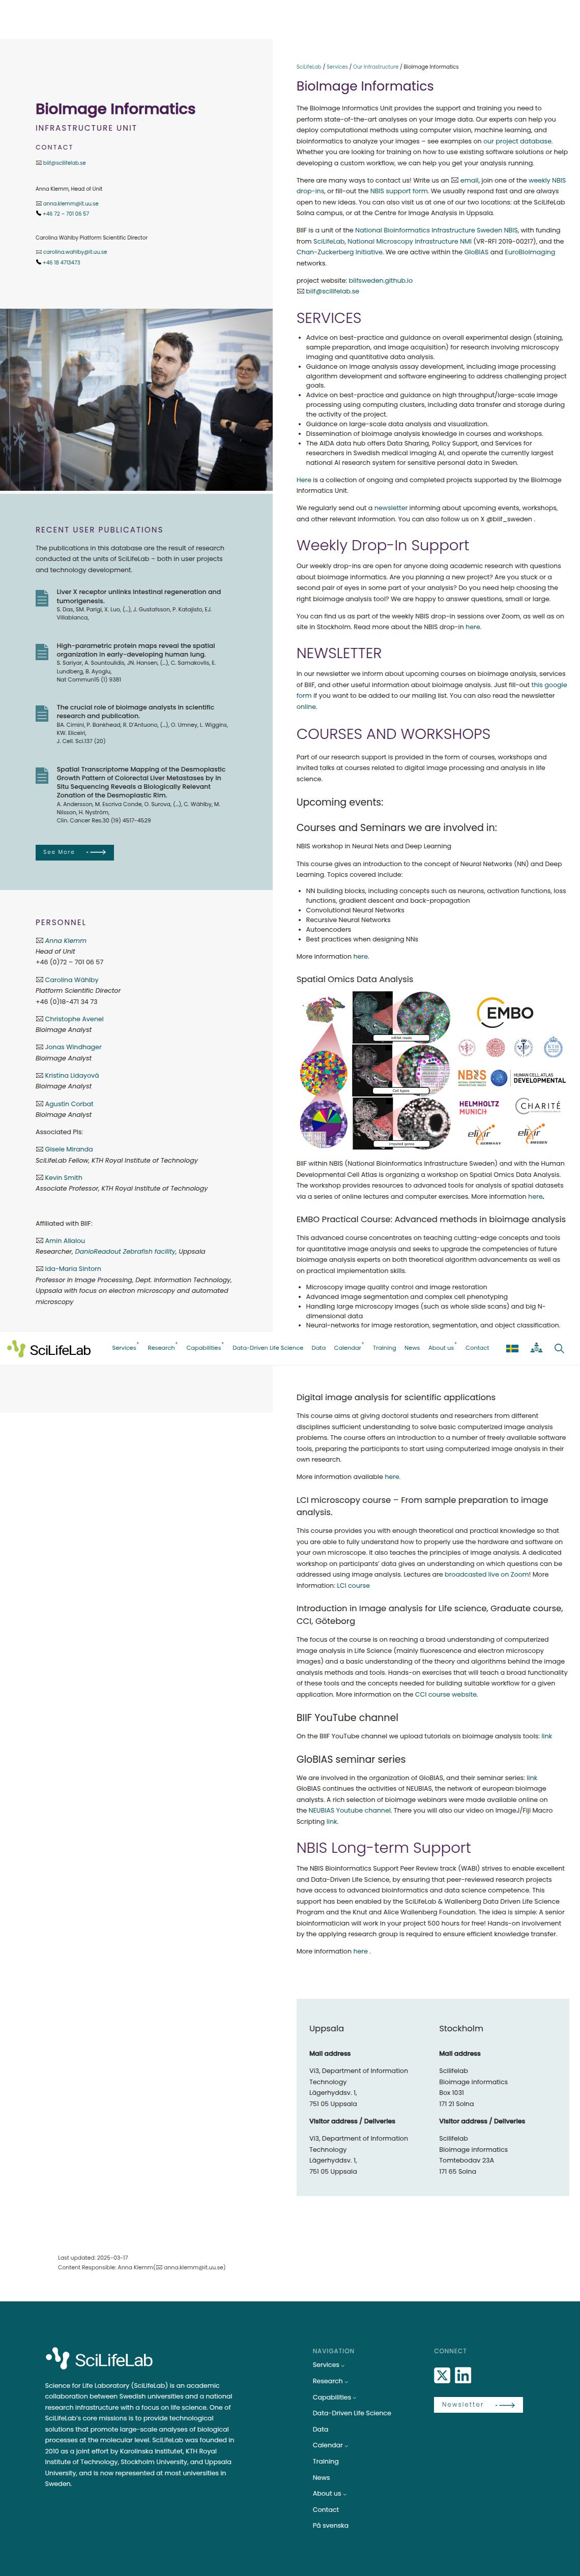 BioImage Informatics
INFRASTRUCTURE UNIT
CONTACT
biif@scilifelab.se
Anna Klemm, Head of Unit
anna.klemm@it.uu.se
+46 72 – 701 06 57
Carolina Wählby Platform Scientific Director
carolina.wahlby@it.uu.se
+46 18 4713473
RECENT USER PUBLICATIONS
The publications in this database are the result of research
conducted at the units of SciLifeLab – both in user projects
and technology development.
Liver X receptor unlinks intestinal regeneration and
tumorigenesis.
S. Das, SM. Parigi, X. Luo, (...), J. Gustafsson, P. Katajisto, EJ.
Villablanca,
High-parametric protein maps reveal the spatial
organization in early-developing human lung.
S. Sariyar, A. Sountoulidis, JN. Hansen, (...), C. Samakovlis, E.
Lundberg, B. Ayoglu,
Nat Commun15 (1) 9381
The crucial role of bioimage analysts in scientific
research and publication.
BA. Cimini, P. Bankhead, R. D'Antuono, (...), O. Umney, L. Wiggins,
KW. Eliceiri,
J. Cell. Sci.137 (20)
Spatial Transcriptome Mapping of the Desmoplastic
Growth Pattern of Colorectal Liver Metastases by In
Situ Sequencing Reveals a Biologically Relevant
Zonation of the Desmoplastic Rim.
A. Andersson, M. Escriva Conde, O. Surova, (...), C. Wählby, M.
Nilsson, H. Nyström,
Clin. Cancer Res.30 (19) 4517-4529
See More
PERSONNEL
Anna Klemm
Head of Unit
+46 (0)72 – 701 06 57
Carolina Wählby
Platform Scientific Director
+46 (0)18-471 34 73
Christophe Avenel
Bioimage Analyst
Jonas Windhager
Bioimage Analyst
Kristina Lidayová
Bioimage Analyst
Agustin Corbat
Bioimage Analyst
Associated PIs:
Gisele Miranda
SciLifeLab Fellow, KTH Royal Institute of Technology
Kevin Smith
Associate Professor, KTH Royal Institute of Technology
Affiliated with BIIF:
Amin Allalou
Researcher, DanioReadout Zebrafish facility, Uppsala
Ida-Maria Sintorn
Professor in Image Processing, Dept. Information Technology,
Uppsala with focus on electron microscopy and automated
microscopy
SciLifeLab / Services / Our Infrastructure / BioImage Informatics
BioImage Informatics
The BioImage Informatics Unit provides the support and training you need to
perform state-of-the-art analyses on your image data. Our experts can help you
deploy computational methods using computer vision, machine learning, and
bioinformatics to analyze your images – see examples on our project database.
Whether you are looking for training on how to use existing software solutions or help
developing a custom workflow, we can help you get your analysis running.
There are many ways to contact us! Write us an email, join one of the weekly NBIS
drop-ins, or fill-out the NBIS support form. We usually respond fast and are always
open to new ideas. You can also visit us at one of our two locations: at the SciLifeLab
Solna campus, or at the Centre for Image Analysis in Uppsala.
BIIF is a unit of the National Bioinformatics Infrastructure Sweden NBIS, with funding
from SciLifeLab, National Microscopy Infrastructure NMI (VR-RFI 2019-00217), and the
Chan-Zuckerberg Initiative. We are active within the GloBIAS and EuroBioImaging
networks.
project website: biifsweden.github.io
biif@scilifelab.se
SERVICES
• Advice on best-practice and guidance on overall experimental design (staining,
sample preparation, and image acquisition) for research involving microscopy
imaging and quantitative data analysis.
• Guidance on image analysis assay development, including image processing
algorithm development and software engineering to address challenging project
goals.
• Advice on best-practice and guidance on high throughput/large-scale image
processing using computing clusters, including data transfer and storage during
the activity of the project.
• Guidance on large-scale data analysis and visualization.
• Dissemination of bioimage analysis knowledge in courses and workshops.
• The AIDA data hub offers Data Sharing, Policy Support, and Services for
researchers in Swedish medical imaging AI, and operate the currently largest
national AI research system for sensitive personal data in Sweden.
Here is a collection of ongoing and completed projects supported by the BioImage
Informatics Unit.
We regularly send out a newsletter informing about upcoming events, workshops,
and other relevant information. You can also follow us on X @biif_sweden .
Weekly Drop-In Support
Our weekly drop-ins are open for anyone doing academic research with questions
about bioimage informatics. Are you planning a new project? Are you stuck or a
second pair of eyes in some part of your analysis? Do you need help choosing the
right bioimage analysis tool? We are happy to answer questions, small or large.
You can find us as part of the weekly NBIS drop-in sessions over Zoom, as well as on
site in Stockholm. Read more about the NBIS drop-in here.
NEWSLETTER
In our newsletter we inform about upcoming courses on bioimage analysis, services
of BIIF, and other useful information about bioimage analysis. Just fill-out this google
form if you want to be added to our mailing list. You can also read the newsletter
online.
COURSES AND WORKSHOPS
Part of our research support is provided in the form of courses, workshops and
invited talks at courses related to digital image processing and analysis in life
science.
Upcoming events:
Courses and Seminars we are involved in:
NBIS workshop in Neural Nets and Deep Learning
This course gives an introduction to the concept of Neural Networks (NN) and Deep
Learning. Topics covered include:
• NN building blocks, including concepts such as neurons, activation functions, loss
functions, gradient descent and back-propagation
• Convolutional Neural Networks
• Recursive Neural Networks
• Autoencoders
• Best practices when designing NNs
More information here.
Spatial Omics Data Analysis
mRNA reads
Cell types
Imputed genes
EMBO
NBIS
HUMAN CELL ATLAS
DEVELOPMENTAL
HELMHOLTZ
MUNICH
CHARITÉ
elixir
GERMANY
elixir
SWEDEN
BIIF within NBIS (National Bioinformatics Infrastructure Sweden) and with the Human
Developmental Cell Atlas is organizing a workshop on Spatial Omics Data Analysis.
The workshop provides resources to advanced tools for analysis of spatial datasets
via a series of online lectures and computer exercises. More information here.
EMBO Practical Course: Advanced methods in bioimage analysis
This advanced course concentrates on teaching cutting-edge concepts and tools
for quantitative image analysis and seeks to upgrade the competencies of future
bioimage analysis experts on both theoretical algorithm advancements as well as
on practical implementation skills.
• Microscopy image quality control and image restoration
• Advanced image segmentation and complex cell phenotyping
• Handling large microscopy images (such as whole slide scans) and big N-
dimensional data
• Neural-networks for image restoration, segmentation, and object classification.
SciLifeLab
Services Research Capabilities Data-Driven Life Science Data Calendar Training News About us Contact
Digital image analysis for scientific applications
This course aims at giving doctoral students and researchers from different
disciplines sufficient understanding to solve basic computerized image analysis
problems. The course offers an introduction to a number of freely available software
tools, preparing the participants to start using computerized image analysis in their
own research.
More information available here.
LCI microscopy course – From sample preparation to image
analysis.
This course provides you with enough theoretical and practical knowledge so that
you are able to fully understand how to properly use the hardware and software on
your own microscope. It also teaches the principles of image analysis. A dedicated
workshop on participants’ data gives an understanding on which questions can be
addressed using image analysis. Lectures are broadcasted live on Zoom! More
information: LCI course
Introduction in Image analysis for Life science, Graduate course,
CCI, Göteborg
The focus of the course is on reaching a broad understanding of computerized
image analysis in Life Science (mainly fluorescence and electron microscopy
images) and a basic understanding of the theory and algorithms behind the image
analysis methods and tools. Hands-on exercises that will teach a broad functionality
of these tools and the concepts needed for building suitable workflow for a given
application. More information on the CCI course website.
BIIF YouTube channel
On the BIIF YouTube channel we upload tutorials on bioimage analysis tools: link
GloBIAS seminar series
We are involved in the organization of GloBIAS, and their seminar series: link
GloBIAS continues the activities of NEUBIAS, the network of european bioimage
analysts. A rich selection of bioimage webinars were made available online on
the NEUBIAS Youtube channel. There you will also our video on ImageJ/Fiji Macro
Scripting link.
NBIS Long-term Support
The NBIS Bioinformatics Support Peer Review track (WABI) strives to enable excellent
and Data-Driven Life Science, by ensuring that peer-reviewed research projects
have access to advanced bioinformatics and data science competence. This
support has been enabled by the SciLifeLab & Wallenberg Data Driven Life Science
Program and the Knut and Alice Wallenberg Foundation. The idea is simple: A senior
bioinformatician will work in your project 500 hours for free! Hands-on involvement
by the applying research group is required to ensure efficient knowledge transfer.
More information here .
Uppsala
Mail address
Vi3, Department of Information
Technology
Lägerhyddsv. 1,
751 05 Uppsala
Visitor address / Deliveries
Vi3, Department of Information
Technology
Lägerhyddsv. 1,
751 05 Uppsala
Stockholm
Mail address
Scilifelab
Bioimage informatics
Box 1031
171 21 Solna
Visitor address / Deliveries
Scilifelab
Bioimage informatics
Tomtebodav 23A
171 65 Solna
Last updated: 2025-03-17
Content Responsible: Anna Klemm(anna.klemm@it.uu.se)
SciLifeLab
Science for Life Laboratory (SciLifeLab) is an academic
collaboration between Swedish universities and a national
research infrastructure with a focus on life science. One of
SciLifeLab’s core missions is to provide technological
solutions that promote large-scale analyses of biological
processes at the molecular level. SciLifeLab was founded in
2010 as a joint effort by Karolinska Institutet, KTH Royal
Institute of Technology, Stockholm University, and Uppsala
University, and is now represented at most universities in
Sweden.
NAVIGATION
Services
Research
Capabilities
Data-Driven Life Science
Data
Calendar
Training
News
About us
Contact
På svenska
CONNECT
Newsletter